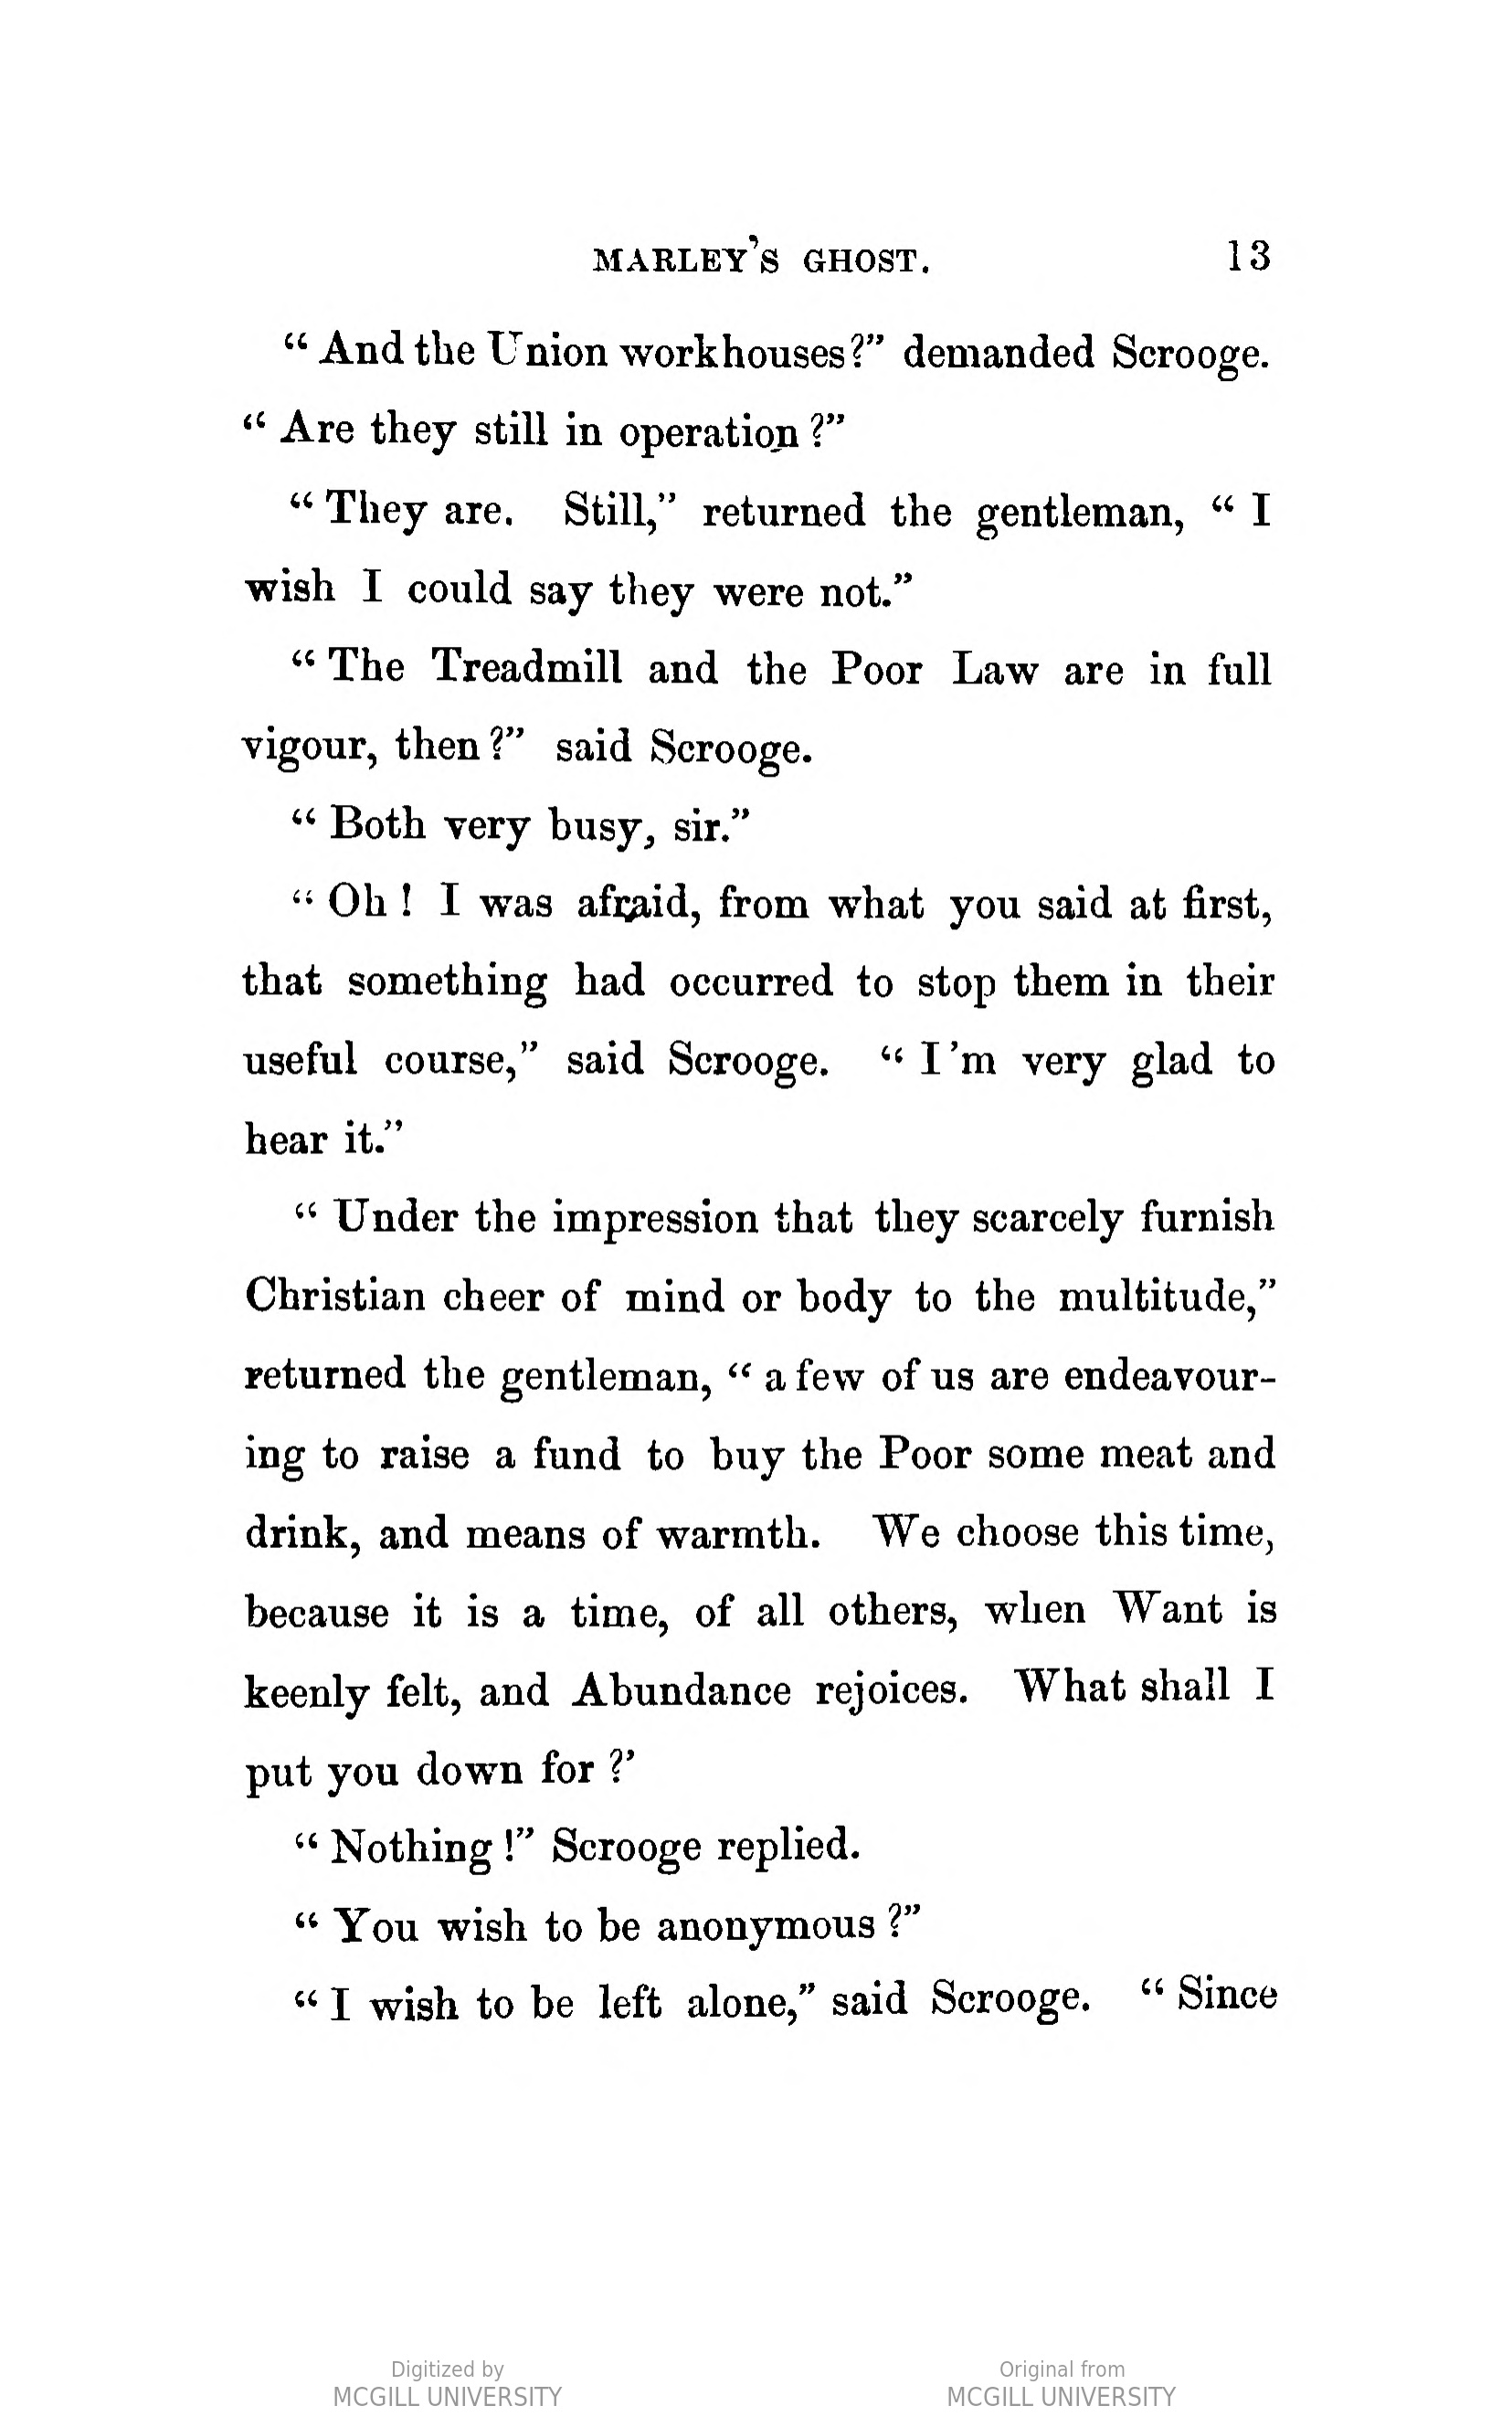 MARLEY'S GHOST. 13
“ And the Union workhouses?” demanded Scrooge.
“ Are they still in operation ?”
“ They are. Still,” returned the gentleman, “ I
wish I could say they were not.”
“ The Treadmill and the Poor Law are in full
vigour, then ?” said Scrooge.
“ Both very busy, sir.”
“ Oh ! I was afraid, from what you said at first,
that something had occurred to stop them in their
useful course,” said Scrooge. “ I 'm very glad to
hear it.”
“ Under the impression that they scarcely furnish
Christian cheer of mind or body to the multitude,”
returned the gentleman, “ a few of us are endeavour-
ing to raise a fund to buy the Poor some meat and
drink, and means of warmth. We choose this time,
because it is a time, of all others, when Want is
keenly felt, and Abundance rejoices. What shall I
put you down for ?’
“ Nothing !” Scrooge replied.
“ You wish to be anonymous ?”
“ I wish to be left alone,” said Scrooge. “ Since
Digitized by
MCGILL UNIVERSITY
Original from
MCGILL UNIVERSITY